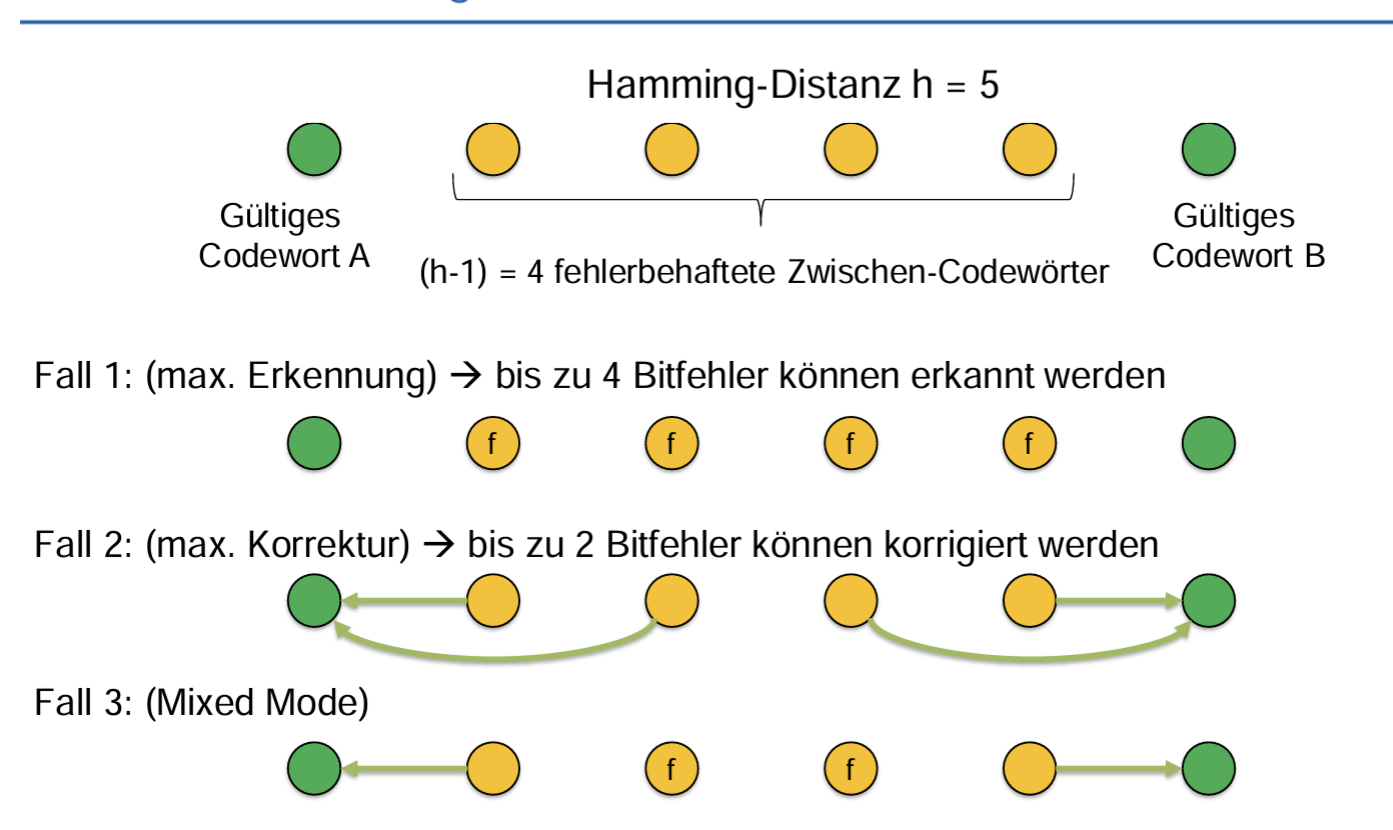 Hamming-Distanz h = 5
Gültiges
Codewort A
(h-1) = 4 fehlerbehaftete Zwischen-Codewörter
Gültiges
Codewort B
Fall 1: (max. Erkennung) → bis zu 4 Bitfehler können erkannt werden
f f f f
Fall 2: (max. Korrektur) → bis zu 2 Bitfehler können korrigiert werden
Fall 3: (Mixed Mode)
f f